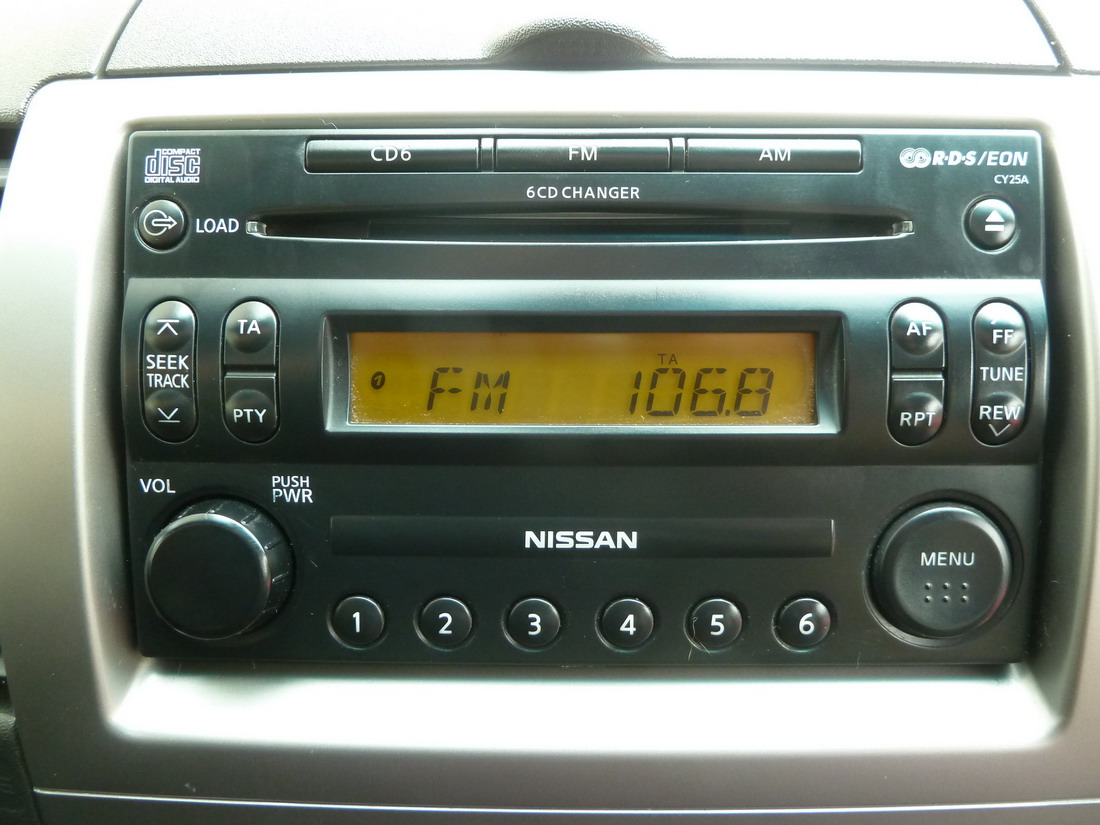 COMPACT
disc
DIGITAL AUDIO
CD6 FM AM
R·D·S/EON
CY25A
6CD CHANGER
LOAD
SEEK
TRACK
TA
PTY
TA
FM 106.8
AF
RPT
FF
TUNE
REW
VOL
PUSH
PWR
NISSAN
MENU
1 2 3 4 5 6